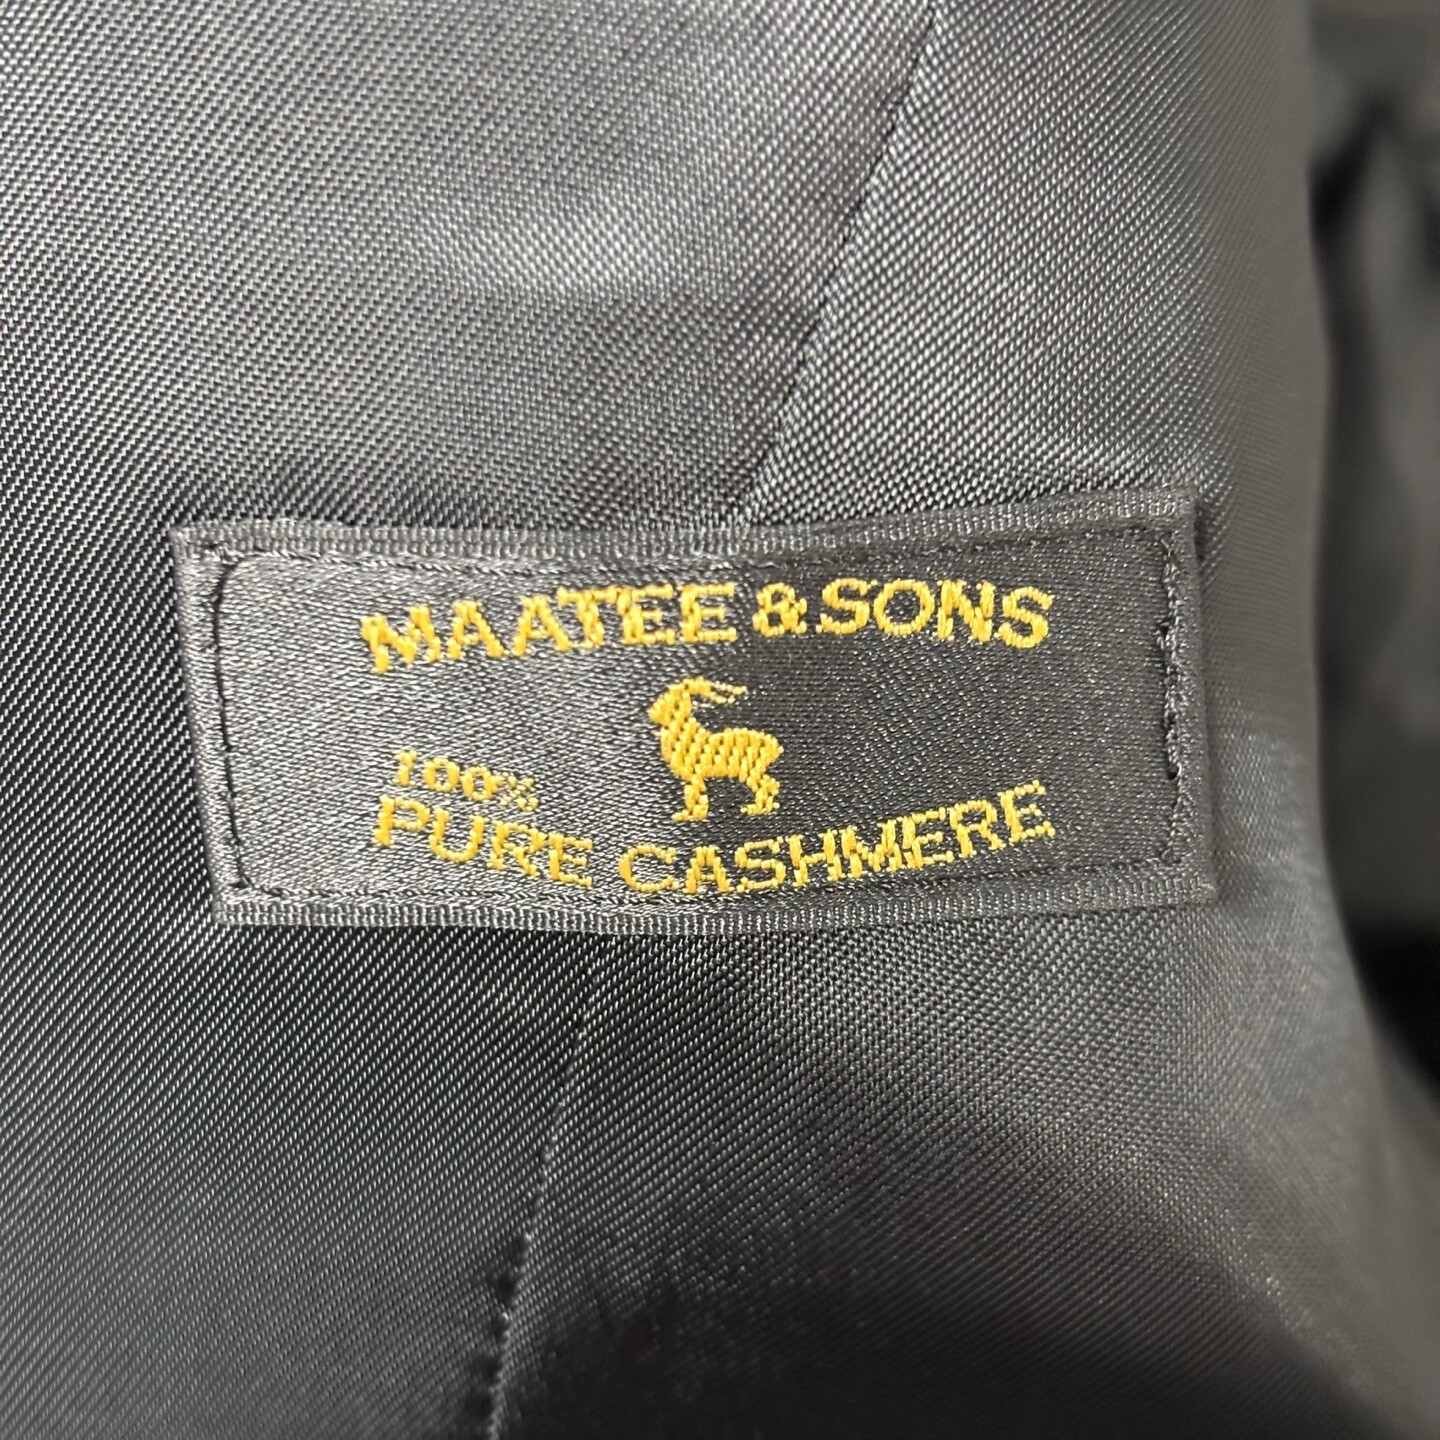 MAATEE & SONS
100%
PURE CASHMERE